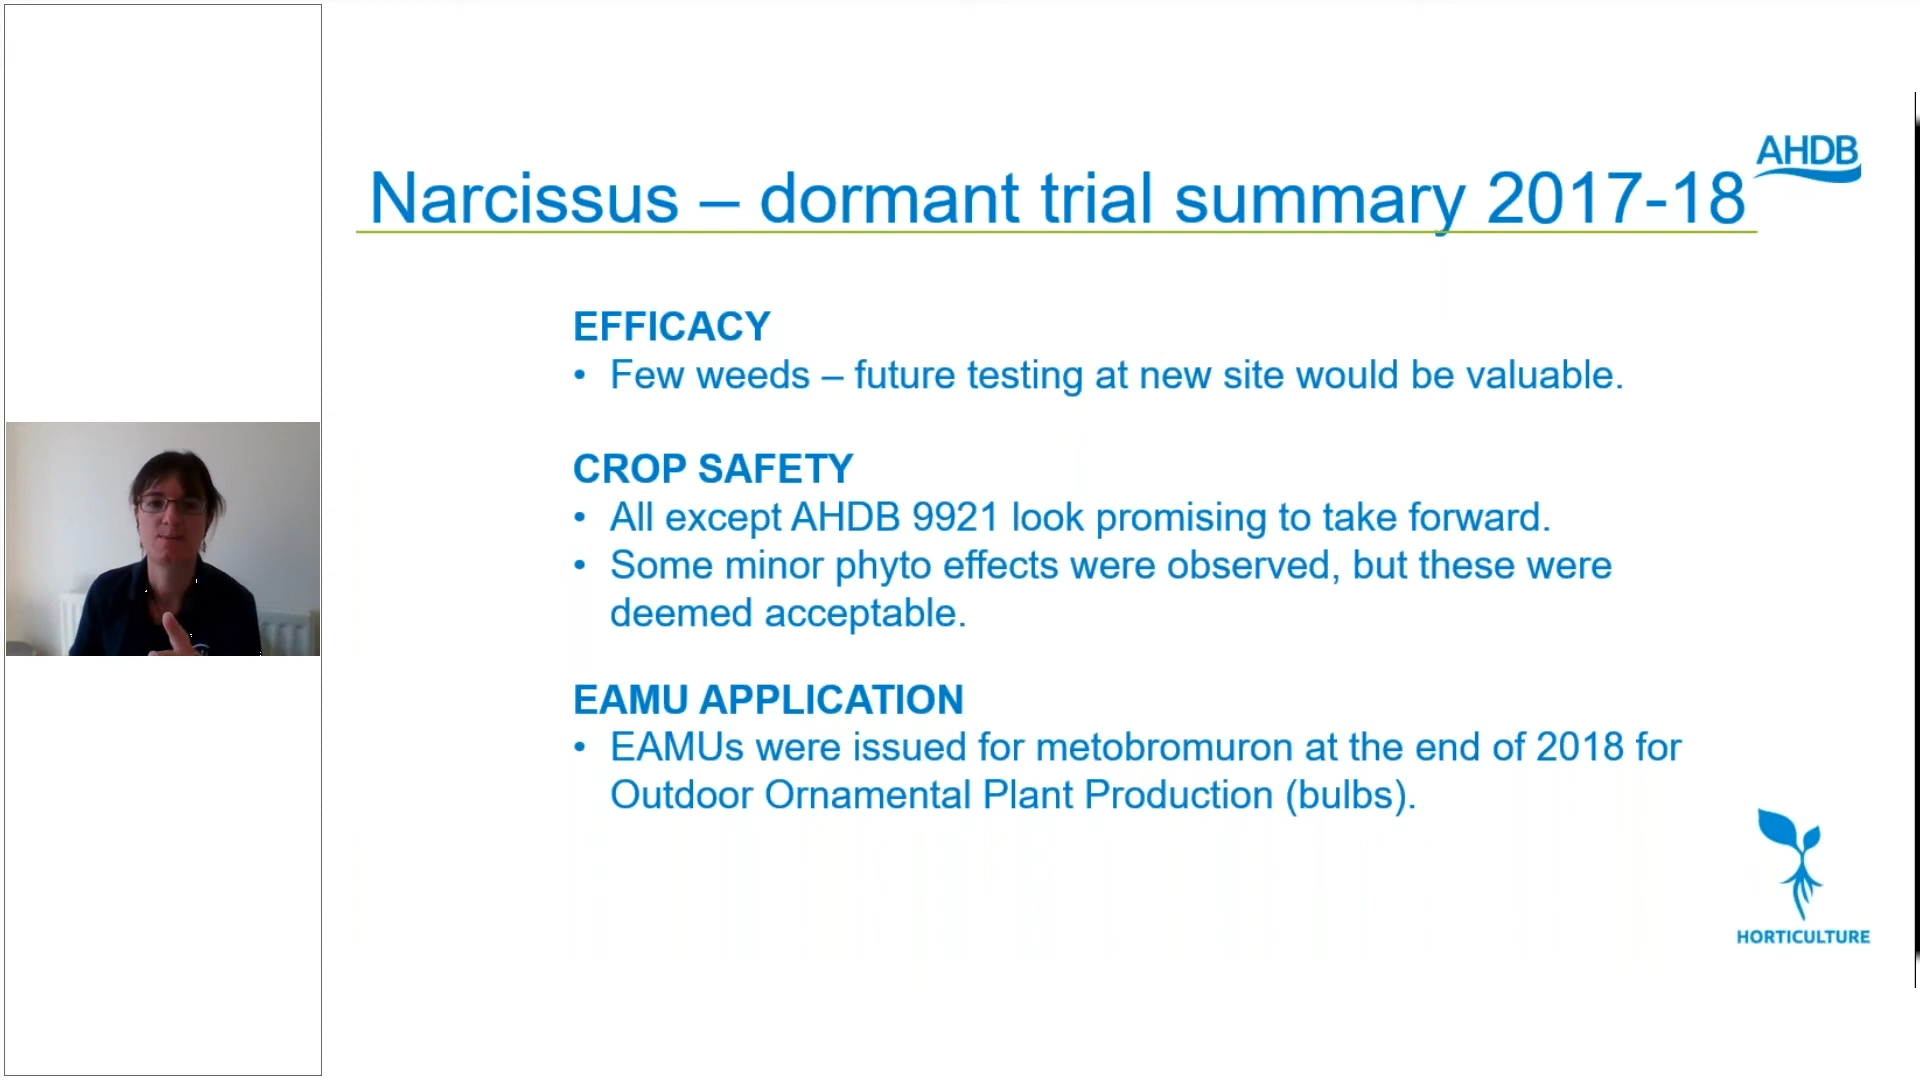 AHDB
Narcissus – dormant trial summary 2017-18
EFFICACY
• Few weeds – future testing at new site would be valuable.
CROP SAFETY
• All except AHDB 9921 look promising to take forward.
• Some minor phyto effects were observed, but these were
deemed acceptable.
EAMU APPLICATION
• EAMUs were issued for metobromuron at the end of 2018 for
Outdoor Ornamental Plant Production (bulbs).
HORTICULTURE